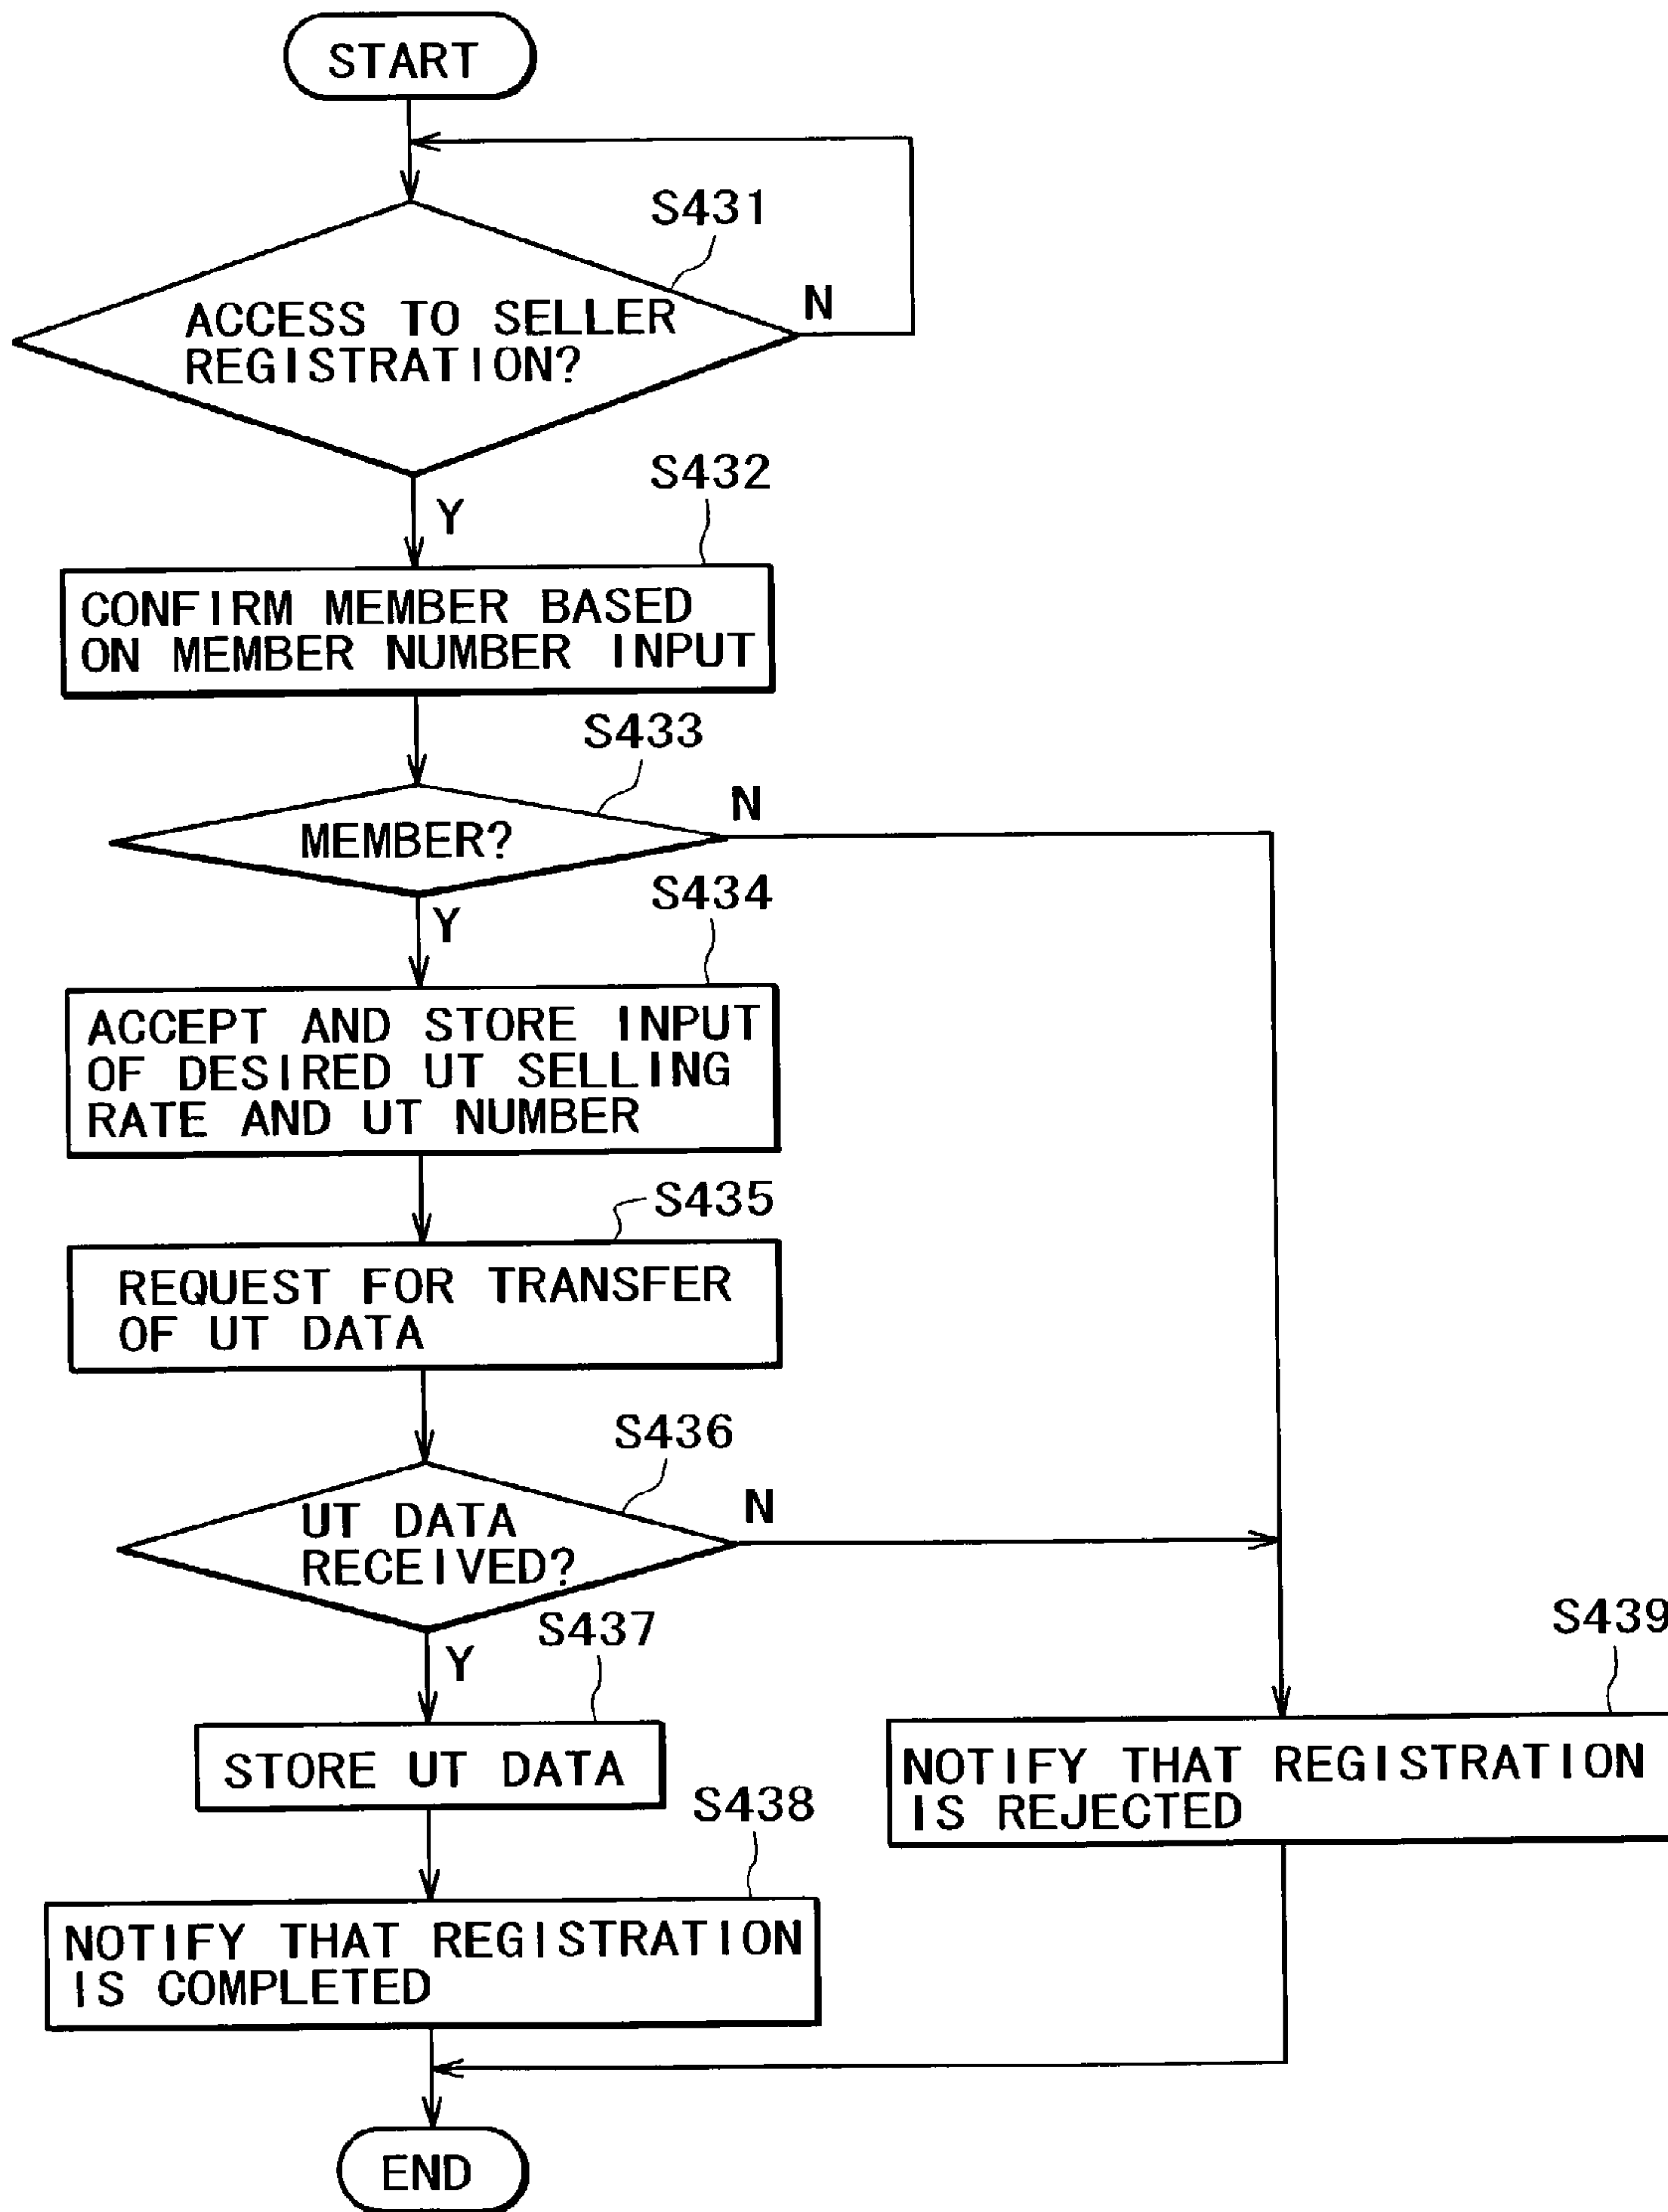 START
S431
ACCESS TO SELLER
REGISTRATION?
N
Y
S432
CONFIRM MEMBER BASED
ON MEMBER NUMBER INPUT
S433
MEMBER?
N
Y
S434
ACCEPT AND STORE INPUT
OF DESIRED UT SELLING
RATE AND UT NUMBER
S435
REQUEST FOR TRANSFER
OF UT DATA
S436
UT DATA
RECEIVED?
N
Y
S437
STORE UT DATA
S438
NOTIFY THAT REGISTRATION
IS COMPLETED
S439
NOTIFY THAT REGISTRATION
IS REJECTED
END